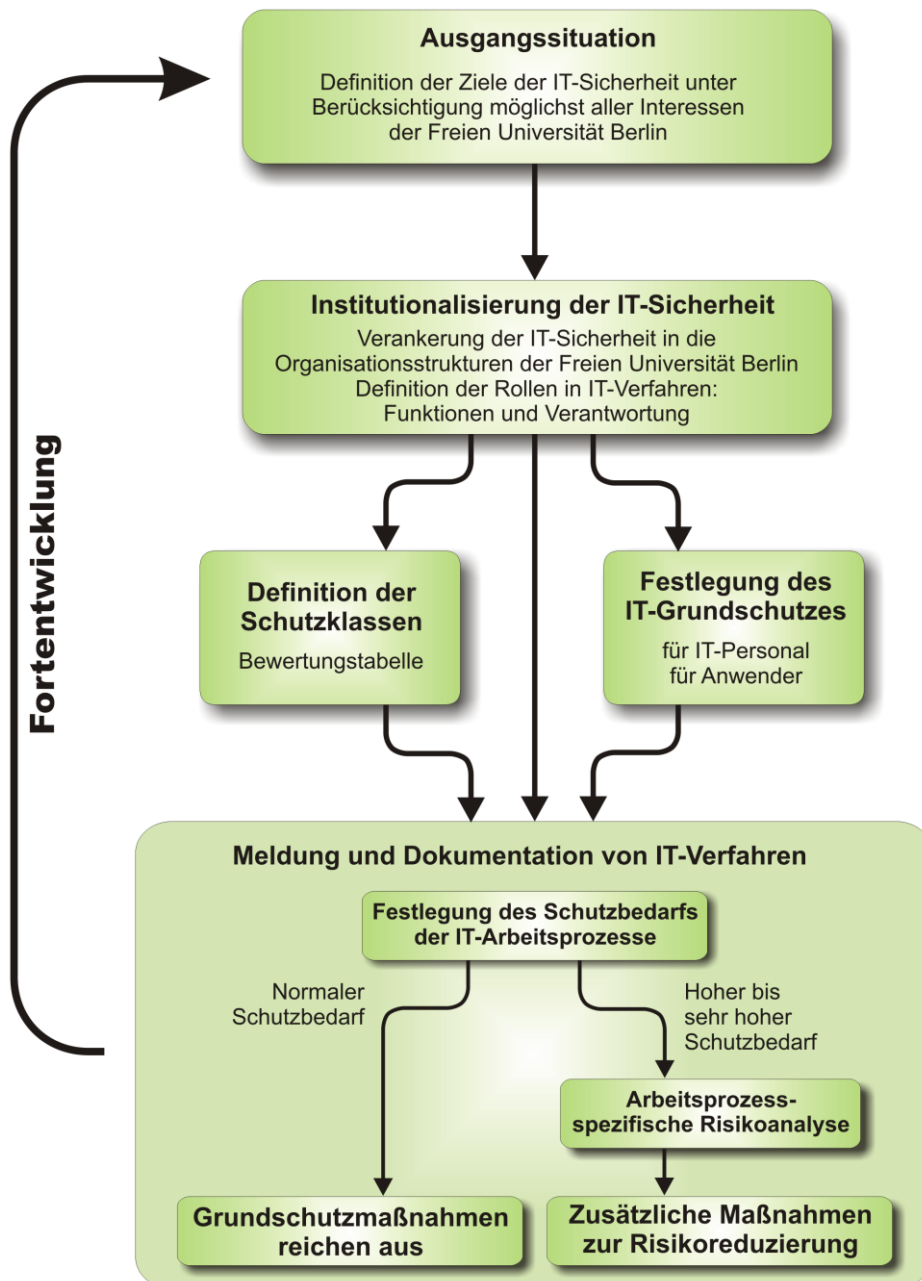 Ausgangssituation
Definition der Ziele der IT-Sicherheit unter
Berücksichtigung möglichst aller Interessen
der Freien Universität Berlin
Institutionalisierung der IT-Sicherheit
Verankerung der IT-Sicherheit in die
Organisationsstrukturen der Freien Universität Berlin
Definition der Rollen in IT-Verfahren:
Funktionen und Verantwortung
Fortentwicklung
Definition der
Schutzklassen
Bewertungstabelle
Festlegung des
IT-Grundschutzes
für IT-Personal
für Anwender
Meldung und Dokumentation von IT-Verfahren
Festlegung des Schutzbedarfs
der IT-Arbeitsprozesse
Normaler
Schutzbedarf
Hoher bis
sehr hoher
Schutzbedarf
Arbeitsprozess-
spezifische Risikoanalyse
Grundschutzmaßnahmen
reichen aus
Zusätzliche Maßnahmen
zur Risikoreduzierung